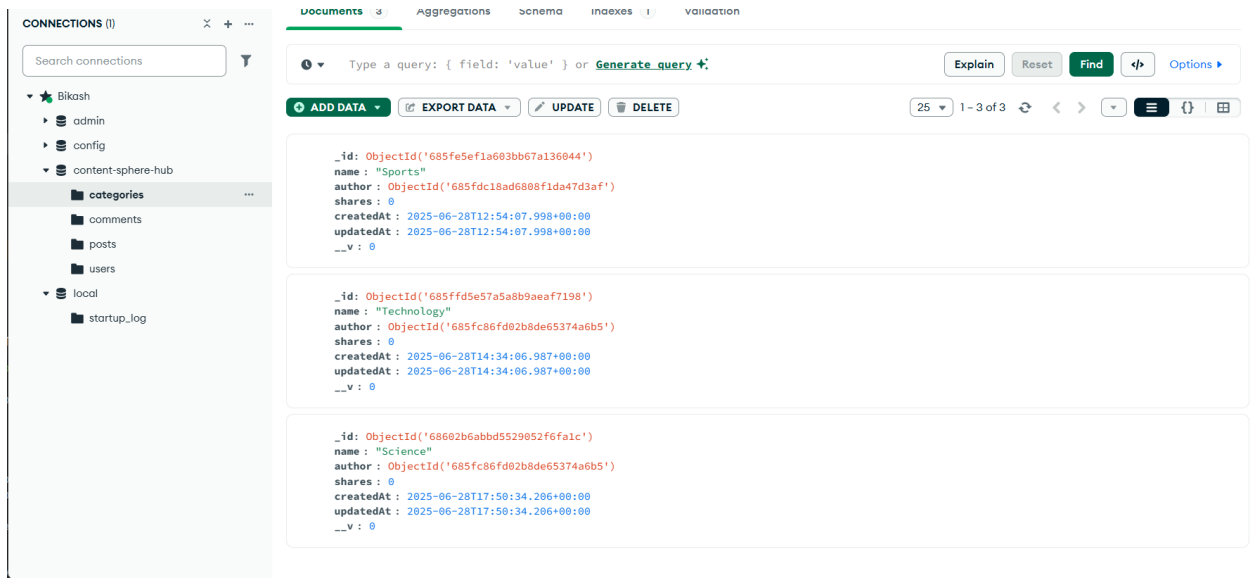 CONNECTIONS (1)
Search connections
Bikash
admin
config
content-sphere-hub
categories
comments
posts
users
local
startup_log
Documents 3 Aggregations Schema Indexes 1 Validation
Type a query: { field: 'value' } or Generate query
Explain Reset Find </> Options
ADD DATA EXPORT DATA UPDATE DELETE 25 1 – 3 of 3 {}
_id: ObjectId('685fe5ef1a603bb67a136044')
name : "Sports"
author : ObjectId('685fdc18ad6808f1da47d3af')
shares : 0
createdAt : 2025-06-28T12:54:07.998+00:00
updatedAt : 2025-06-28T12:54:07.998+00:00
__v : 0
_id: ObjectId('685ffd5e57a5a8b9aeaf7198')
name : "Technology"
author : ObjectId('685fc86fd02b8de65374a6b5')
shares : 0
createdAt : 2025-06-28T14:34:06.987+00:00
updatedAt : 2025-06-28T14:34:06.987+00:00
__v : 0
_id: ObjectId('68602b6abbd5529052f6fa1c')
name : "Science"
author : ObjectId('685fc86fd02b8de65374a6b5')
shares : 0
createdAt : 2025-06-28T17:50:34.206+00:00
updatedAt : 2025-06-28T17:50:34.206+00:00
__v : 0